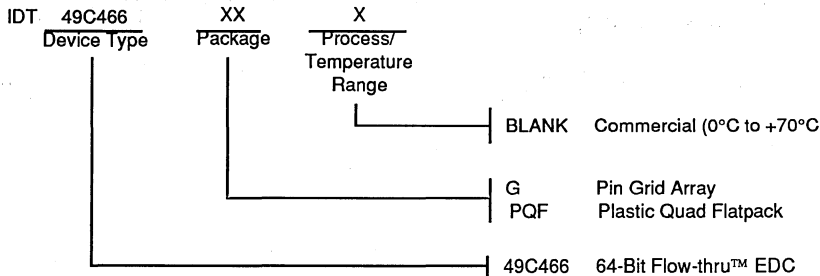 IDT 49C466 XX X
Device Type Package Process/
Temperature
Range
BLANK Commercial (0°C to +70°C
G Pin Grid Array
PQF Plastic Quad Flatpack
49C466 64-Bit Flow-thru™ EDC